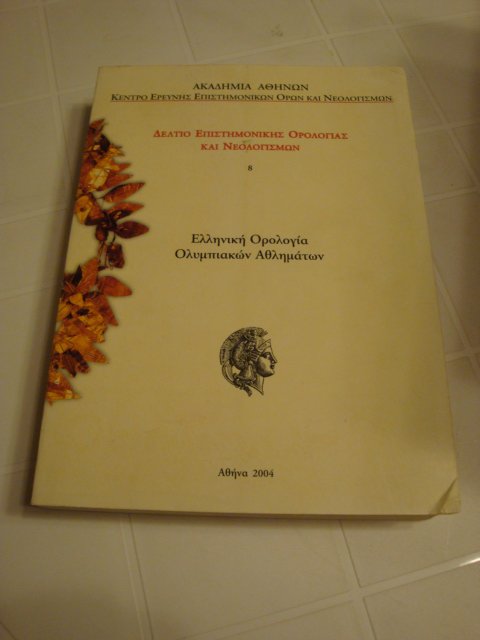 ΑΚΑΔΗΜΙΑ ΑΘΗΝΩΝ
ΚΕΝΤΡΟ ΕΡΕΥΝΗΣ ΕΠΙΣΤΗΜΟΝΙΚΩΝ ΟΡΩΝ ΚΑΙ ΝΕΟΛΟΓΙΣΜΩΝ
ΔΕΛΤΙΟ ΕΠΙΣΤΗΜΟΝΙΚΗΣ ΟΡΟΛΟΓΙΑΣ
ΚΑΙ ΝΕΟΛΟΓΙΣΜΩΝ
8
Ελληνική Ορολογία
Ολυμπιακών Αθλημάτων
Αθήνα 2004